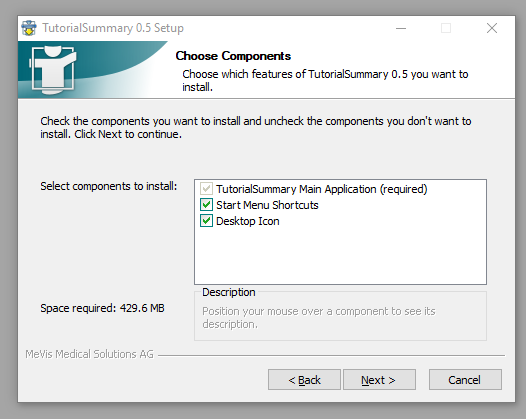 TutorialSummary 0.5 Setup
Choose Components
Choose which features of TutorialSummary 0.5 you want to
install.
Check the components you want to install and uncheck the components you don't want to
install. Click Next to continue.
Select components to install:
TutorialSummary Main Application (required)
Start Menu Shortcuts
Desktop Icon
Space required: 429.6 MB
Description
Position your mouse over a component to see its
description.
MeVis Medical Solutions AG
< Back
Next >
Cancel